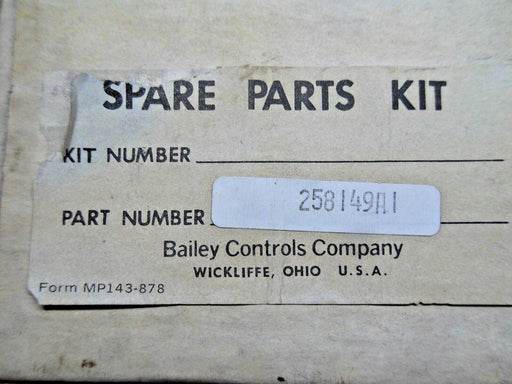 SPARE PARTS KIT
KIT NUMBER
PART NUMBER 258149A1
Bailey Controls Company
WICKLIFFE, OHIO U.S.A.
Form MP143-878